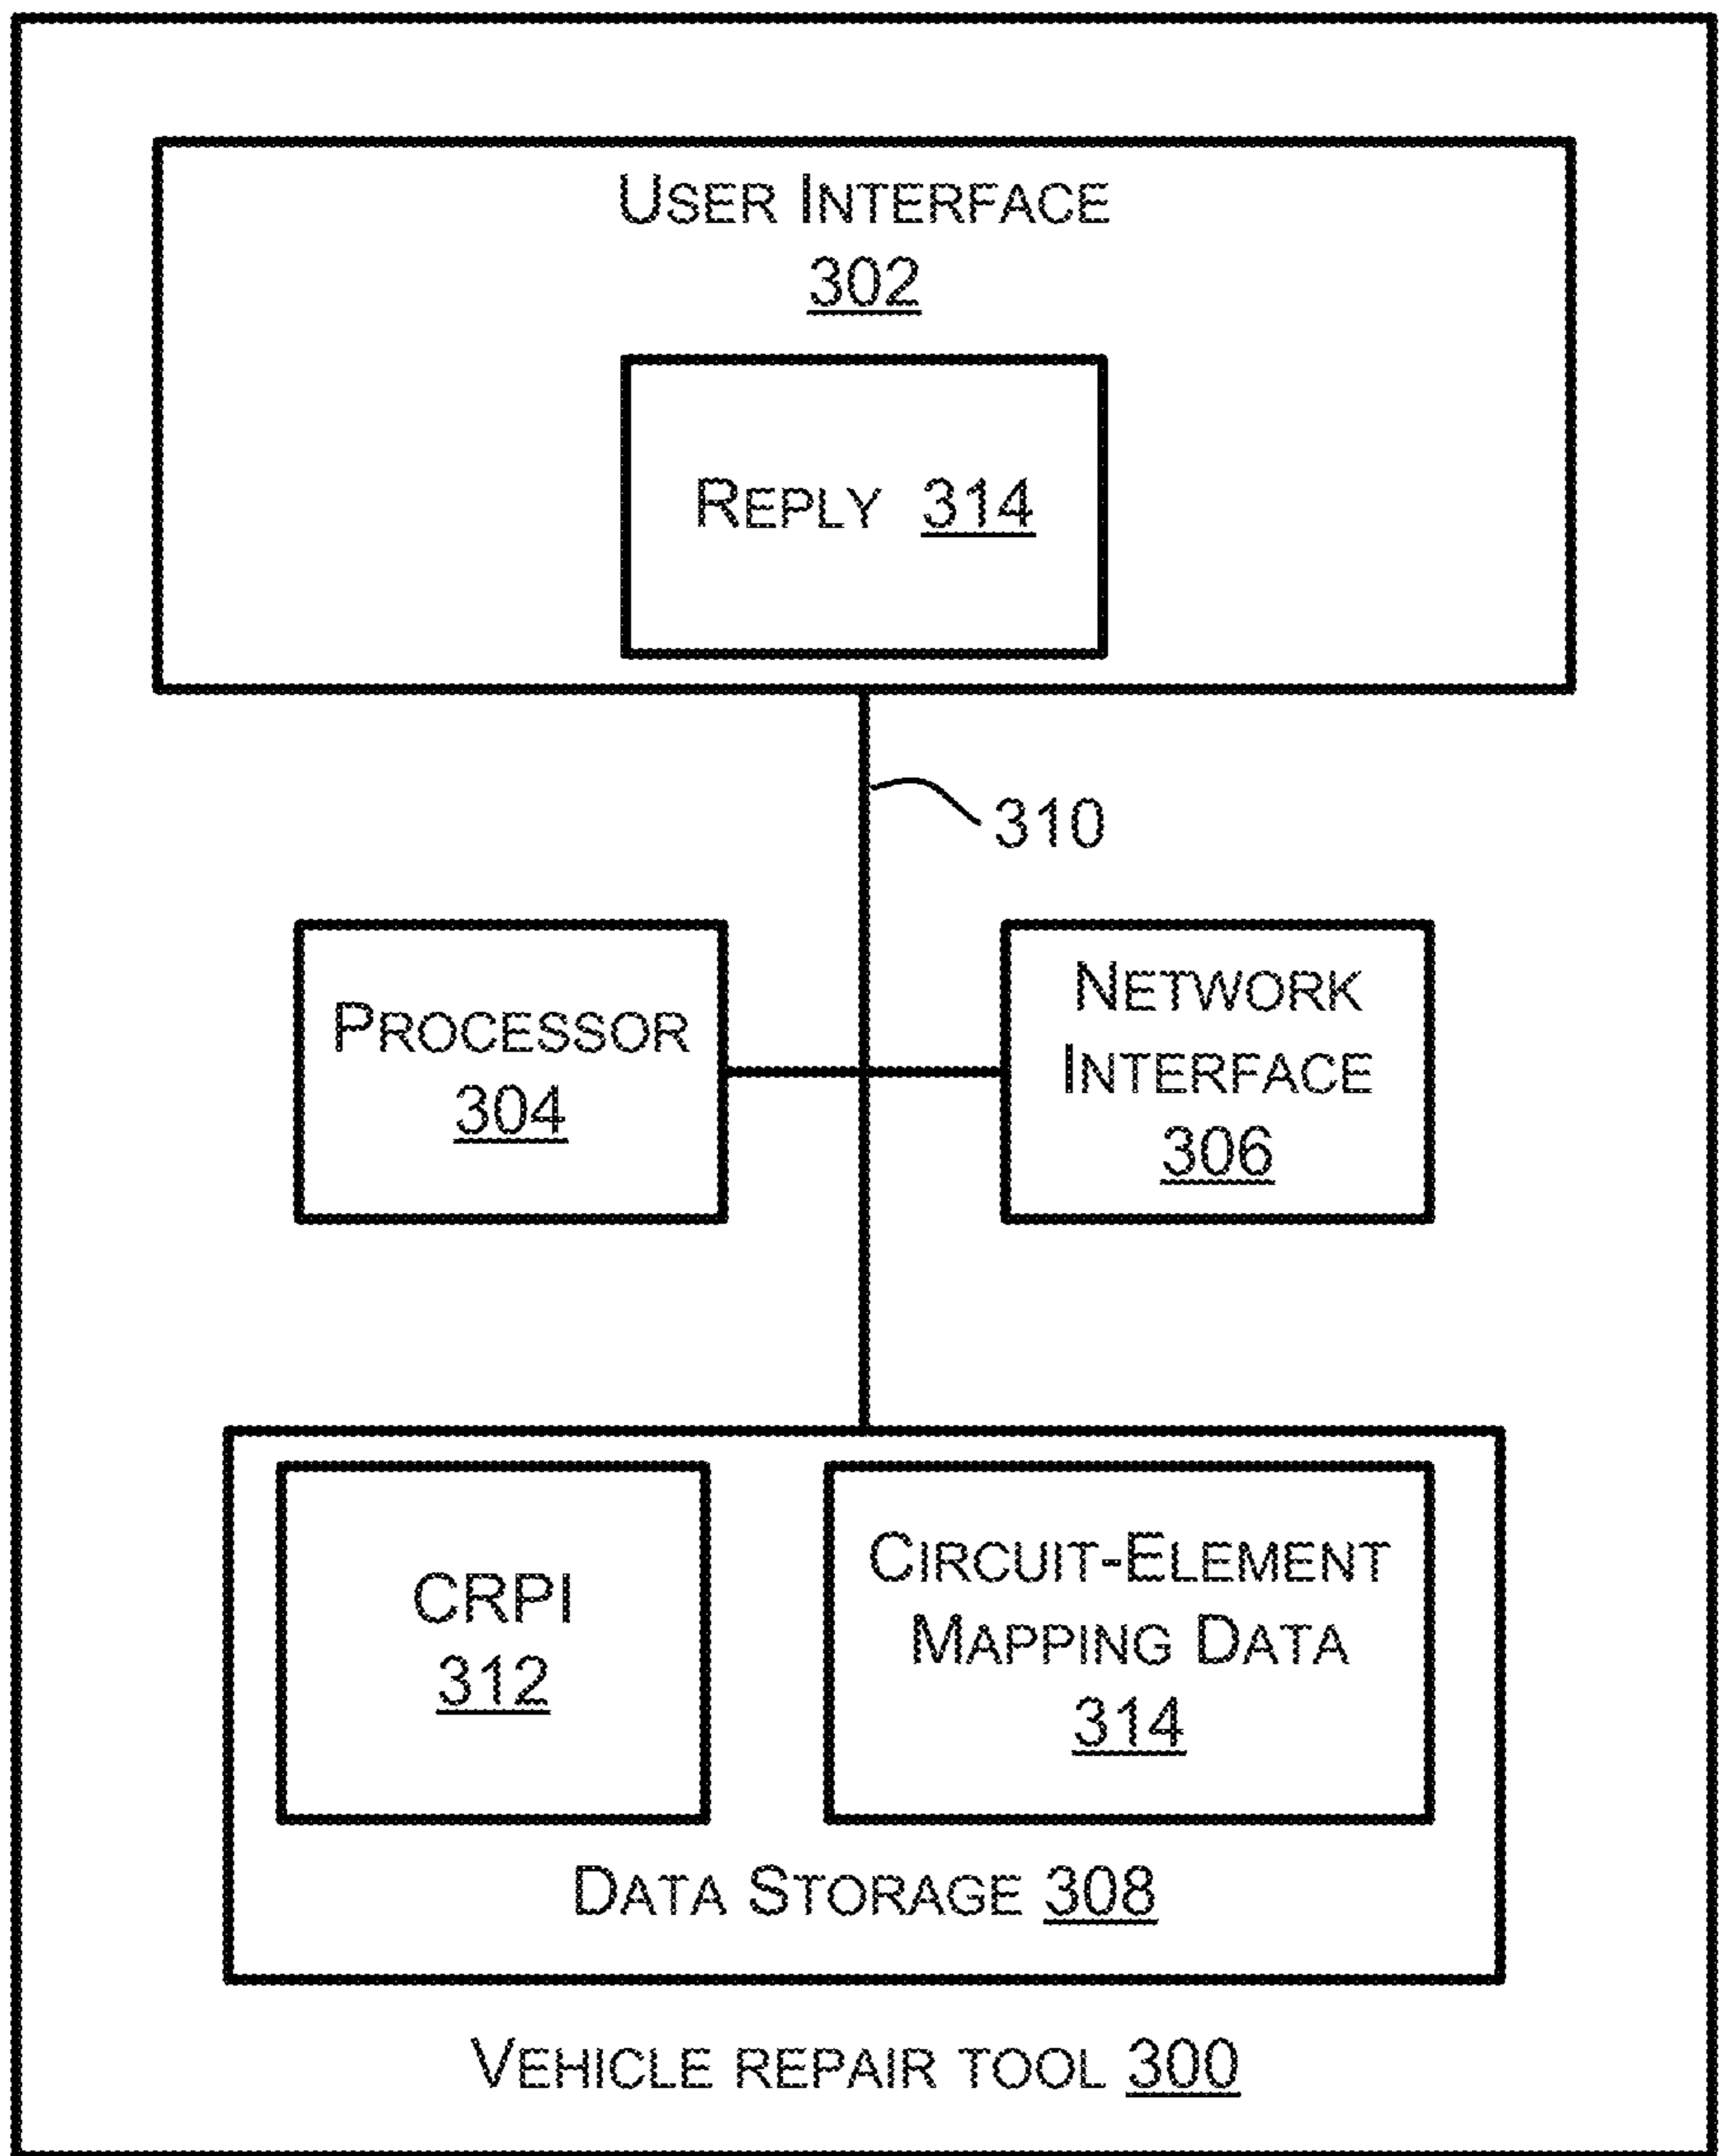 USER INTERFACE
302
REPLY 314
310
PROCESSOR
304
NETWORK
INTERFACE
306
CRPI
312
CIRCUIT-ELEMENT
MAPPING DATA
314
DATA STORAGE 308
VEHICLE REPAIR TOOL 300